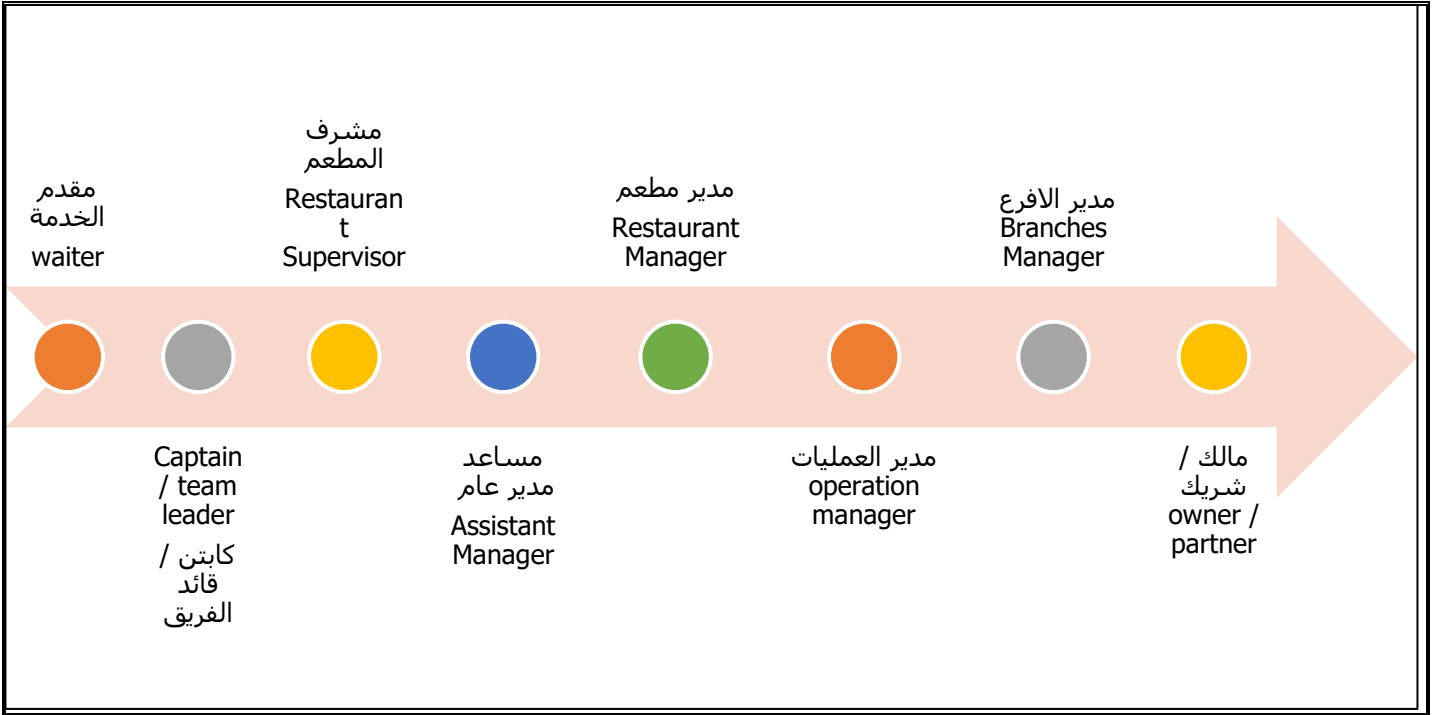 مقدم
الخدمة
waiter
Captain
/ team
leader
كابتن /
قائد
الفريق
مشرف
المطعم
Restauran
t
Supervisor
مساعد
مدير عام
Assistant
Manager
مدير مطعم
Restaurant
Manager
مدير العمليات
operation
manager
مدير الافرع
Branches
Manager
مالك /
شريك
owner /
partner